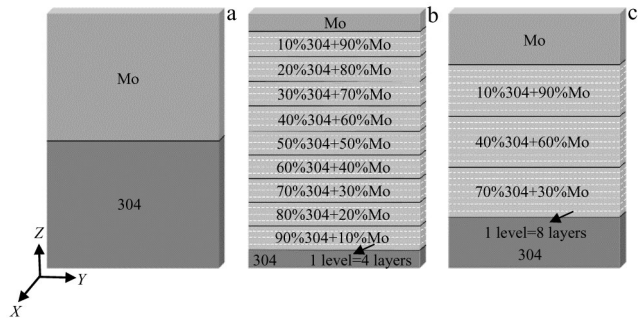 a
Mo
304
Z
Y
X
b
Mo
10%304+90%Mo
20%304+80%Mo
30%304+70%Mo
40%304+60%Mo
50%304+50%Mo
60%304+40%Mo
70%304+30%Mo
80%304+20%Mo
90%304+10%Mo
304 1 level=4 layers
c
Mo
10%304+90%Mo
40%304+60%Mo
70%304+30%Mo
1 level=8 layers
304